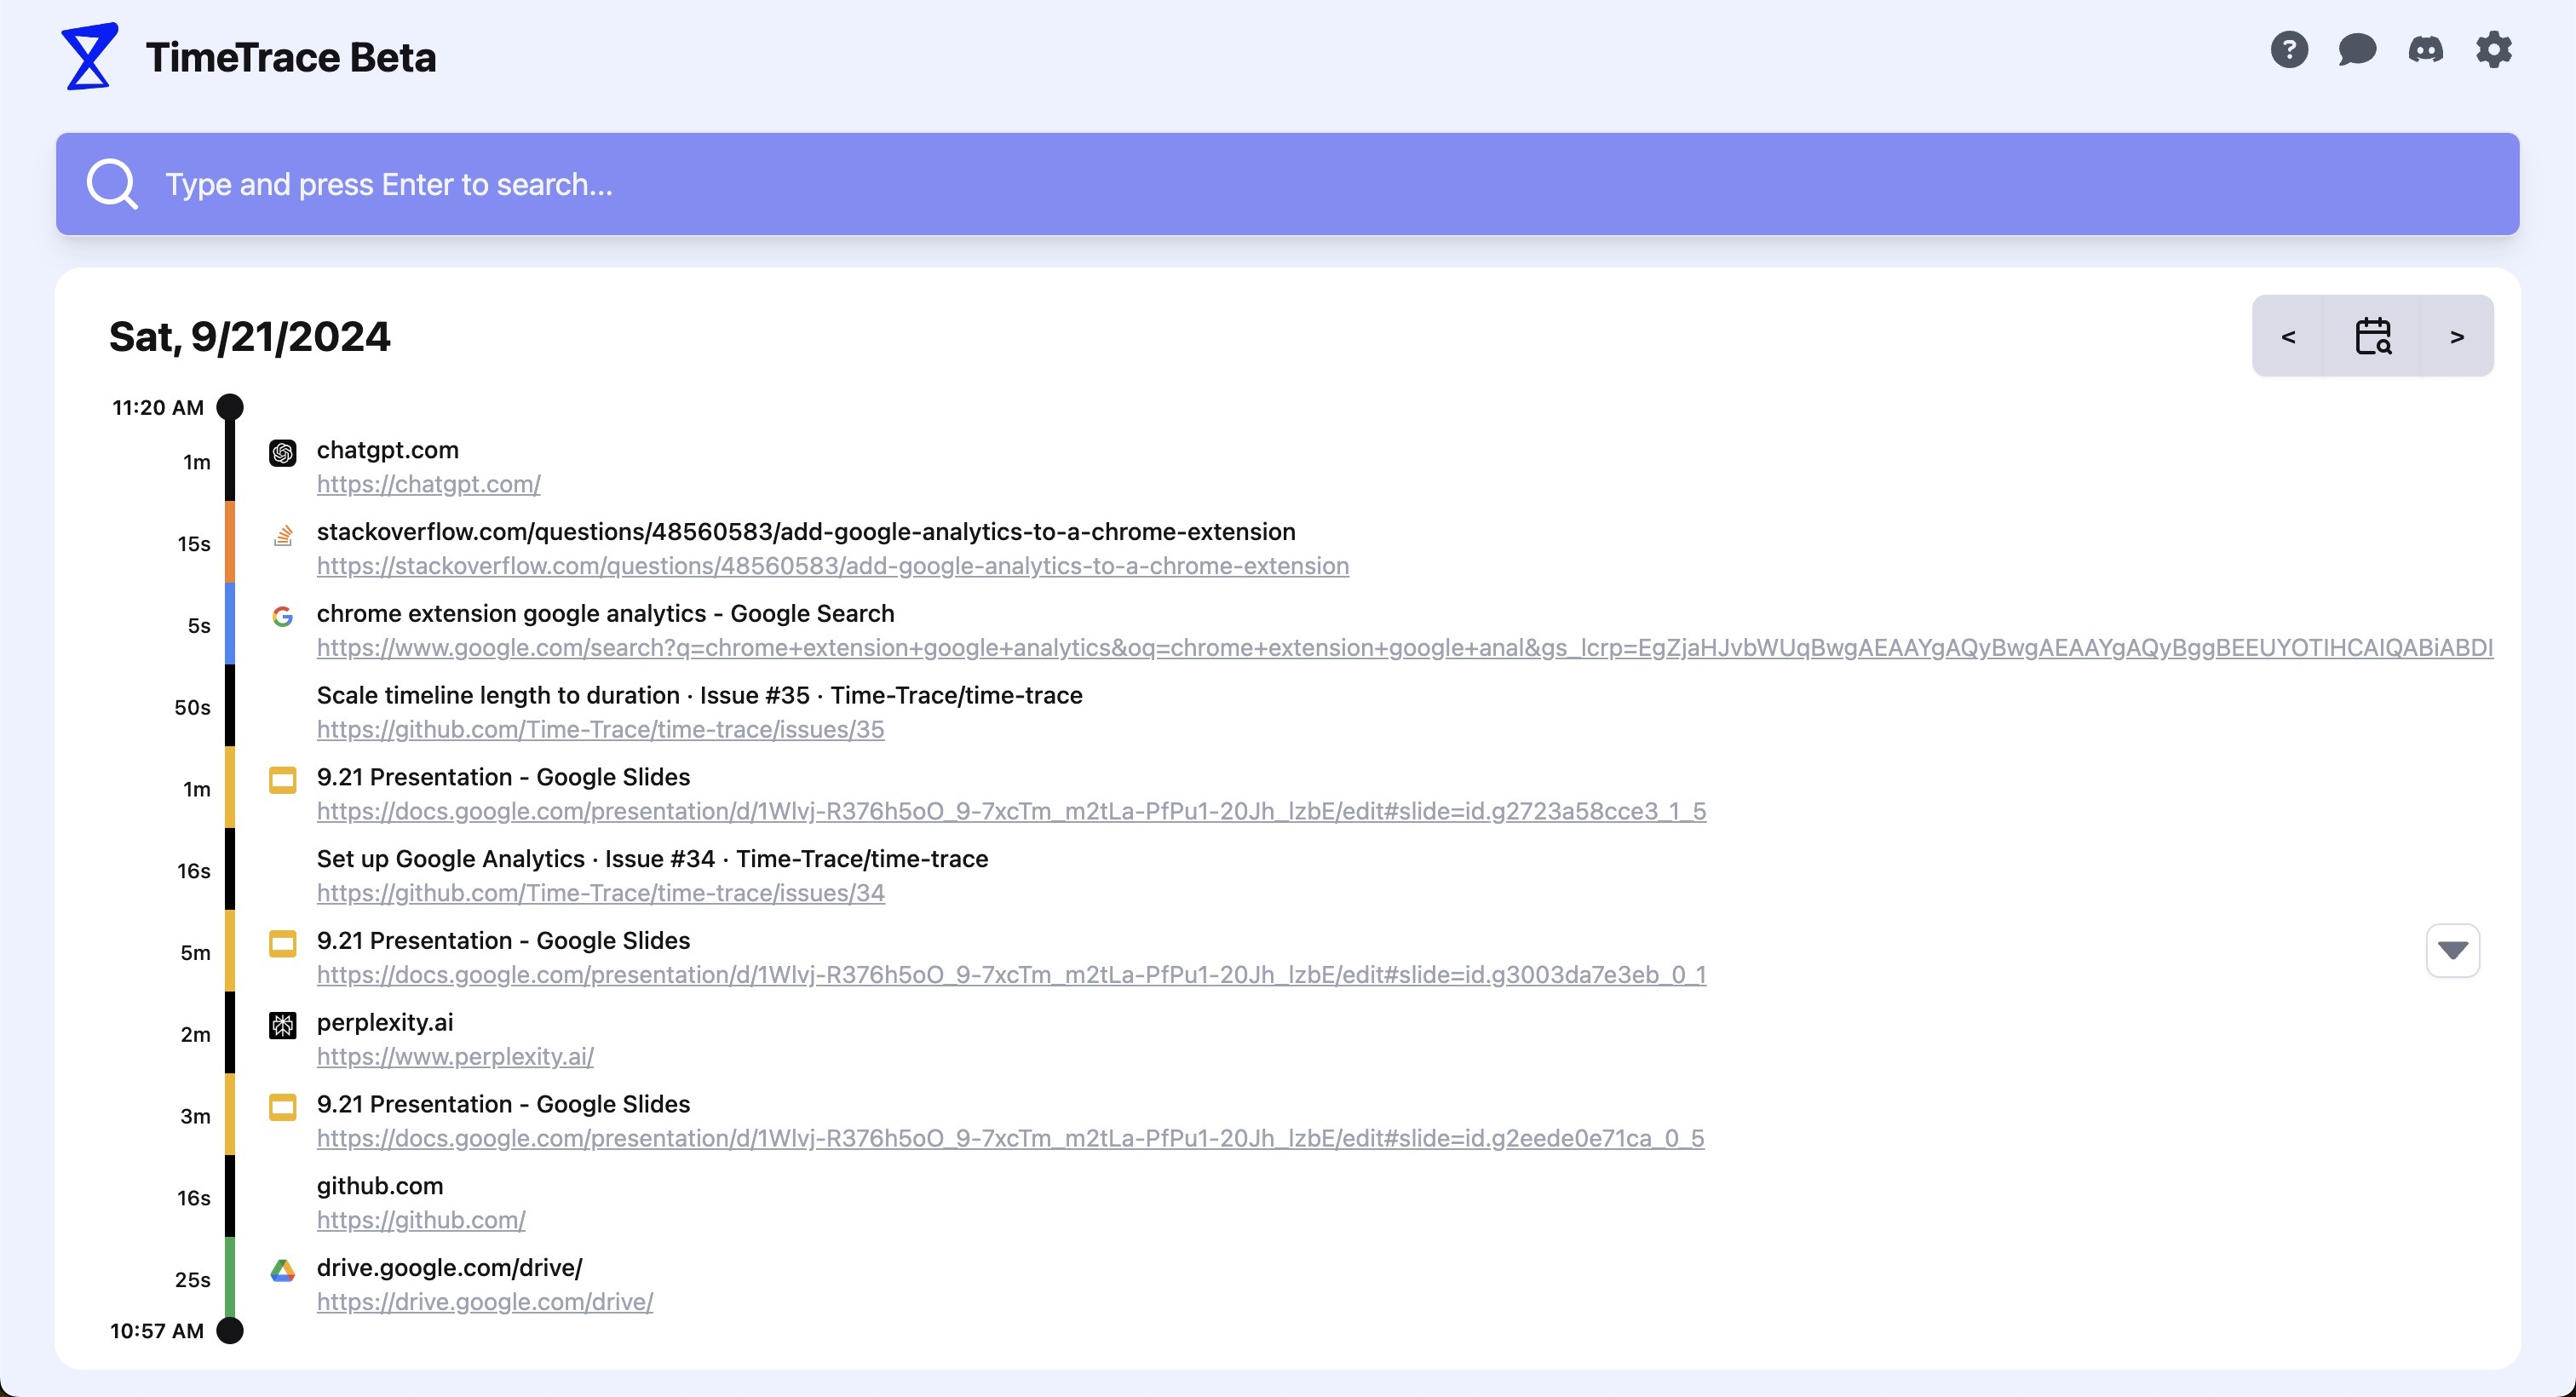 TimeTrace Beta
?
Type and press Enter to search...
Sat, 9/21/2024
< >
11:20 AM
1m
chatgpt.com
https://chatgpt.com/
15s
stackoverflow.com/questions/48560583/add-google-analytics-to-a-chrome-extension
https://stackoverflow.com/questions/48560583/add-google-analytics-to-a-chrome-extension
5s
chrome extension google analytics - Google Search
https://www.google.com/search?q=chrome+extension+google+analytics&oq=chrome+extension+google+anal&gs_lcrp=EgZjaHJvbWUqBwgAEAAYgAQyBwgAEAAYgAQyBggBEEUYOTIHCAIQABiABDI
50s
Scale timeline length to duration · Issue #35 · Time-Trace/time-trace
https://github.com/Time-Trace/time-trace/issues/35
1m
9.21 Presentation - Google Slides
https://docs.google.com/presentation/d/1Wlvj-R376h5oO_9-7xcTm_m2tLa-PfPu1-20Jh_lzbE/edit#slide=id.g2723a58cce3_1_5
16s
Set up Google Analytics · Issue #34 · Time-Trace/time-trace
https://github.com/Time-Trace/time-trace/issues/34
5m
9.21 Presentation - Google Slides
https://docs.google.com/presentation/d/1Wlvj-R376h5oO_9-7xcTm_m2tLa-PfPu1-20Jh_lzbE/edit#slide=id.g3003da7e3eb_0_1
2m
perplexity.ai
https://www.perplexity.ai/
3m
9.21 Presentation - Google Slides
https://docs.google.com/presentation/d/1Wlvj-R376h5oO_9-7xcTm_m2tLa-PfPu1-20Jh_lzbE/edit#slide=id.g2eede0e71ca_0_5
16s
github.com
https://github.com/
25s
drive.google.com/drive/
https://drive.google.com/drive/
10:57 AM